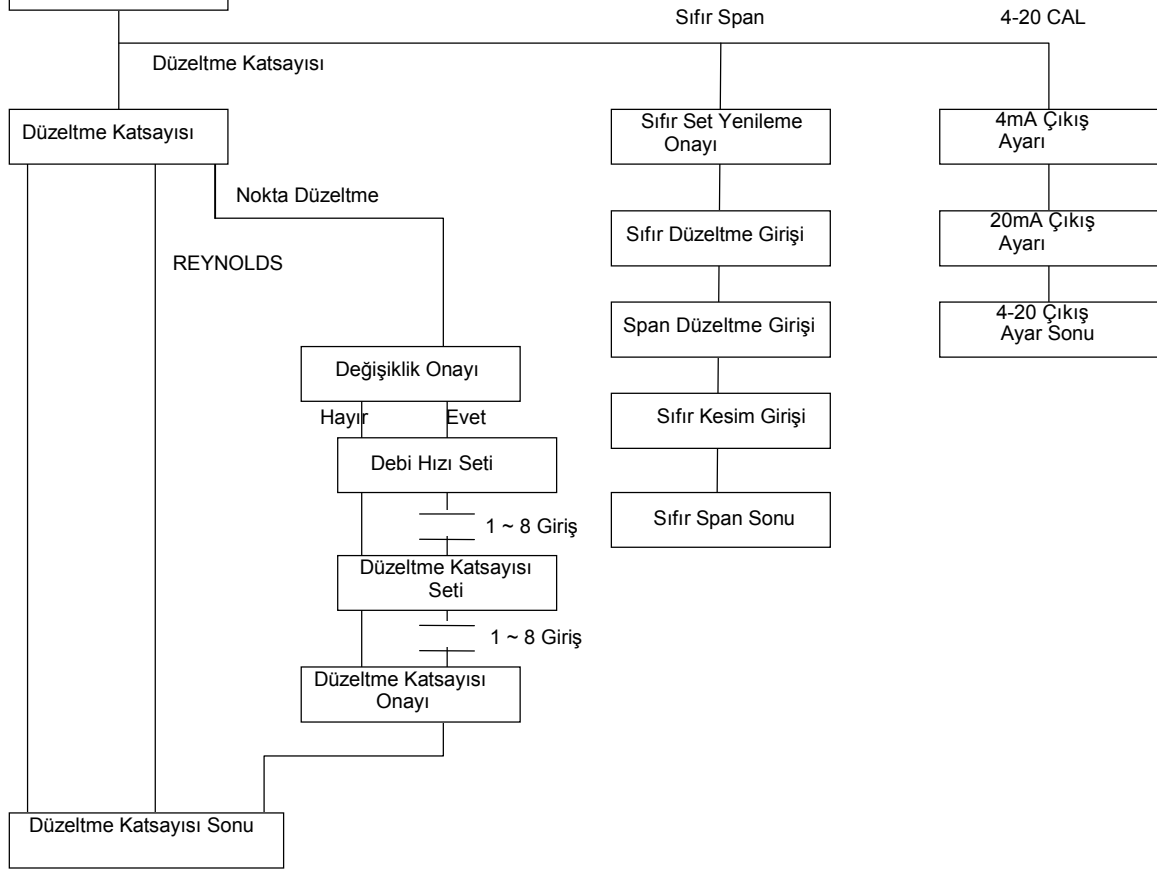 Sıfır Span
4-20 CAL
Düzeltme Katsayısı
Düzeltme Katsayısı
Nokta Düzeltme
REYNOLDS
Değişiklik Onayı
Hayır
Evet
Debi Hızı Seti
1 ~ 8 Giriş
Düzeltme Katsayısı
Seti
1 ~ 8 Giriş
Düzeltme Katsayısı
Onayı
Düzeltme Katsayısı Sonu
Sıfır Set Yenileme
Onayı
Sıfır Düzeltme Girişi
Span Düzeltme Girişi
Sıfır Kesim Girişi
Sıfır Span Sonu
4mA Çıkış
Ayarı
20mA Çıkış
Ayarı
4-20 Çıkış
Ayar Sonu